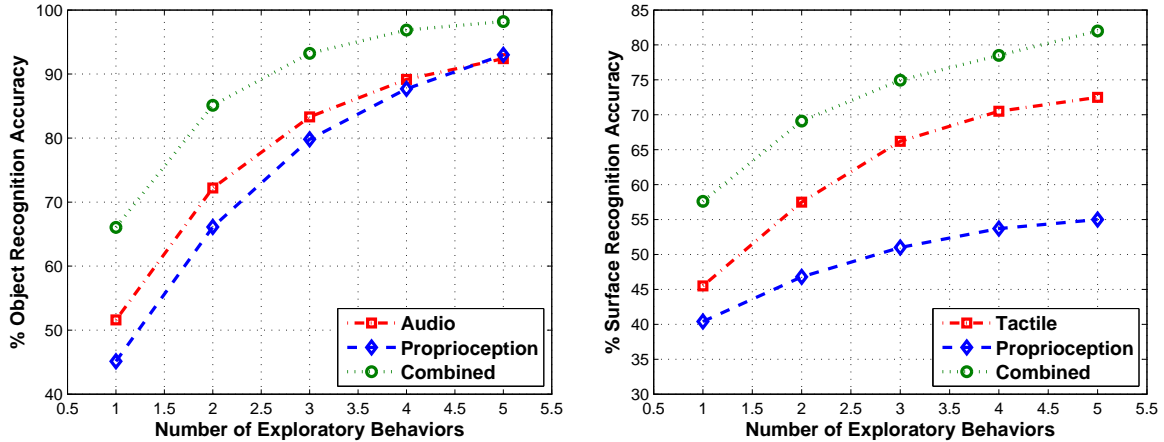 % Object Recognition Accuracy
100
90
80
70
60
50
40
0.5 1 1.5 2 2.5 3 3.5 4 4.5 5 5.5
Number of Exploratory Behaviors
Audio
Proprioception
Combined
% Surface Recognition Accuracy
85
80
75
70
65
60
55
50
45
40
35
30
0.5 1 1.5 2 2.5 3 3.5 4 4.5 5 5.5
Number of Exploratory Behaviors
Tactile
Proprioception
Combined